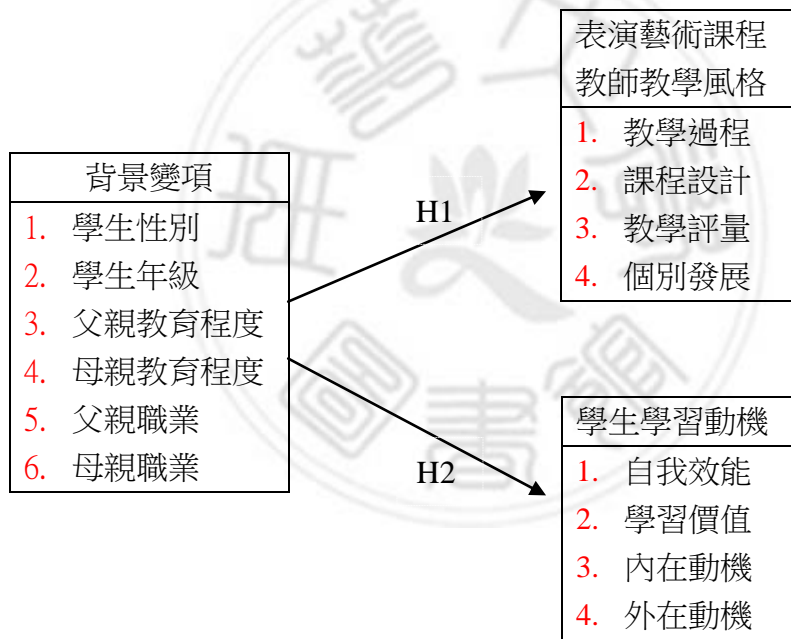 表演藝術課程
教師教學風格
1. 教學過程
2. 課程設計
3. 教學評量
4. 個別發展
背景變項
1. 學生性別
2. 學生年級
3. 父親教育程度
4. 母親教育程度
5. 父親職業
6. 母親職業
H1
H2
學生學習動機
1. 自我效能
2. 學習價值
3. 內在動機
4. 外在動機